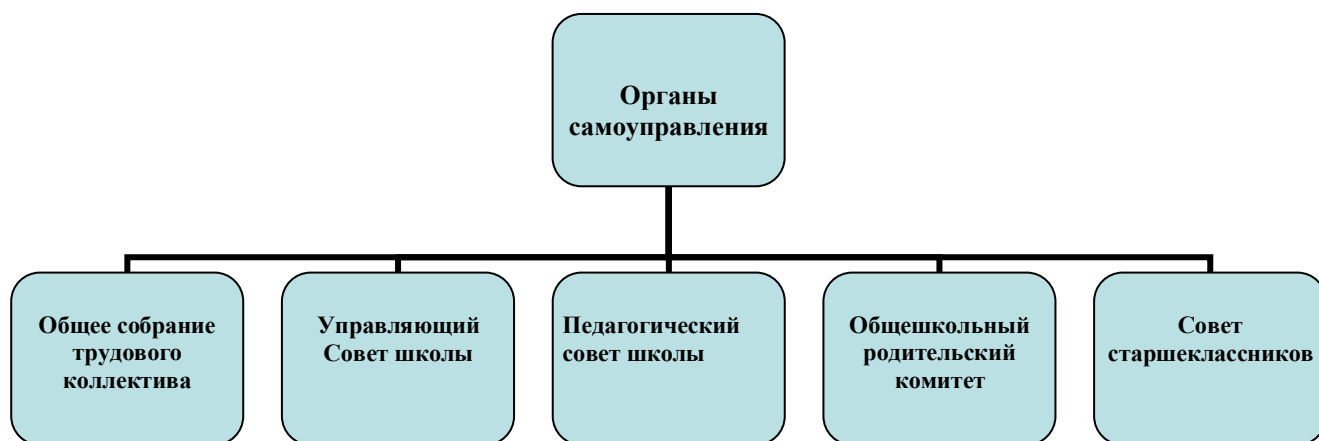 Органы
самоуправления
Общее собрание
трудового
коллектива
Управляющий
Совет школы
Педагогический
совет школы
Общешкольный
родительский
комитет
Совет
старшеклассников